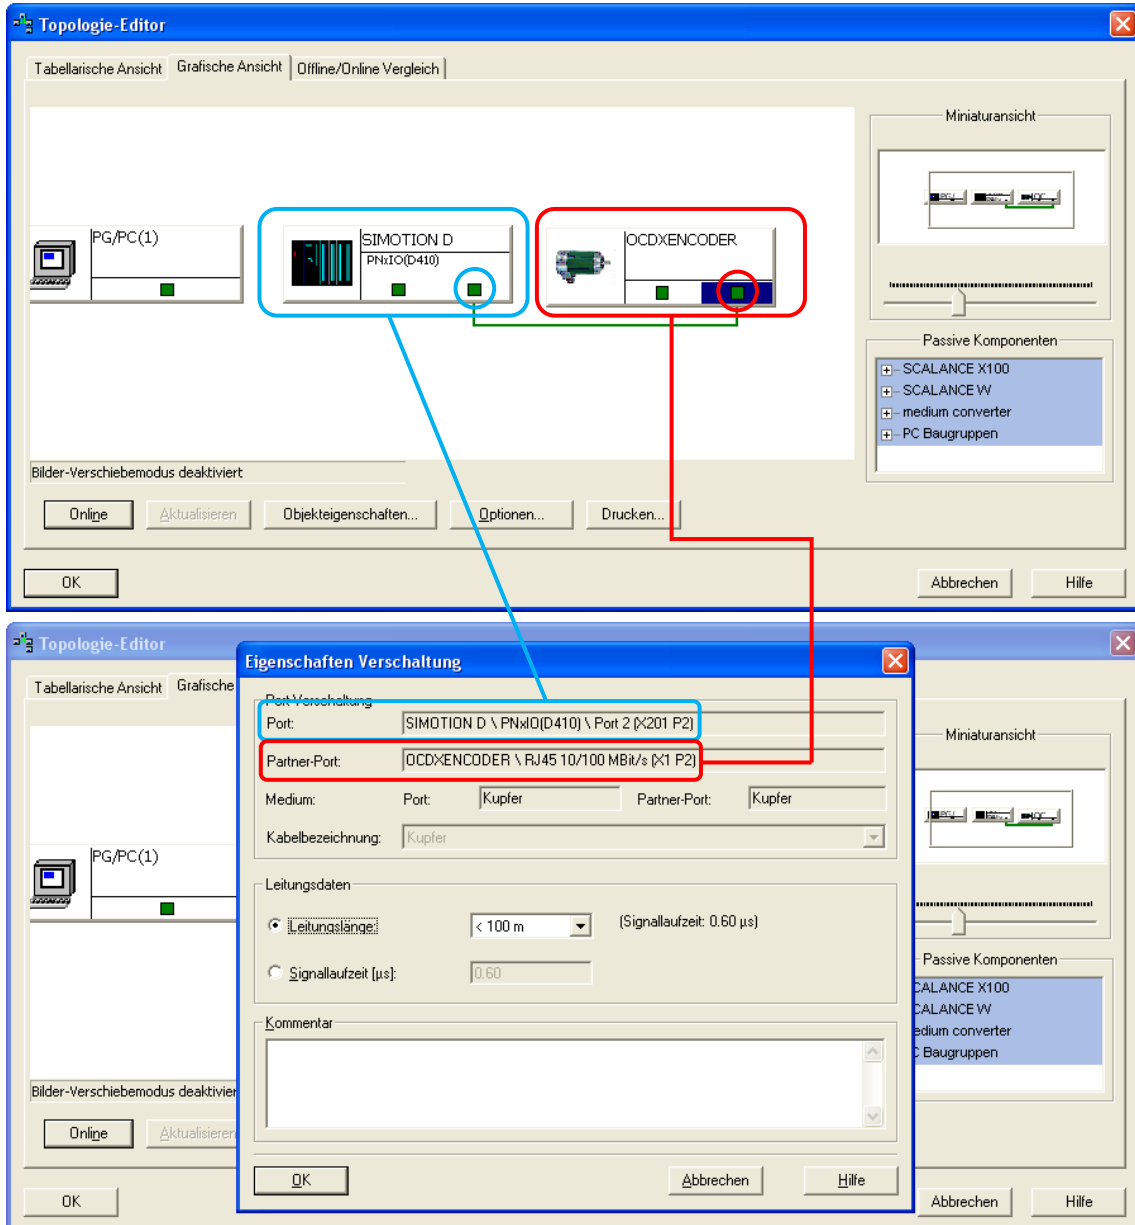 Topologie-Editor
Tabellarische Ansicht Grafische Ansicht Offline/Online Vergleich
Miniaturansicht
PG/PC(1)
SIMOTION D
PNxIO(D410)
OCDXENCODER
Passive Komponenten
SCALANCE X100
SCALANCE W
medium converter
PC Baugruppen
Bilder-Verschiebemodus deaktiviert
Online Aktualisieren Objekteigenschaften... Optionen... Drucken...
OK Abbrechen Hilfe
Topologie-Editor
Tabellarische Ansicht Grafische
PG/PC(1)
Eigenschaften Verschaltung
Port Verschaltung
Port: SIMOTION D \ PNxIO(D410) \ Port 2 (X201 P2)
Partner-Port: OCDXENCODER \ RJ45 10/100 MBit/s (X1 P2)
Medium: Port: Kupfer Partner-Port: Kupfer
Kabelbezeichnung: Kupfer
Leitungsdaten
Leitungslänge: < 100 m (Signallaufzeit: 0.60 µs)
Signallaufzeit [µs]: 0.60
Kommentar
OK Abbrechen Hilfe
Miniaturansicht
Passive Komponenten
CALANCE X100
CALANCE W
edium converter
C Baugruppen
Bilder-Verschiebemodus deaktivier
Online Aktualisieren
OK Abbrechen Hilfe